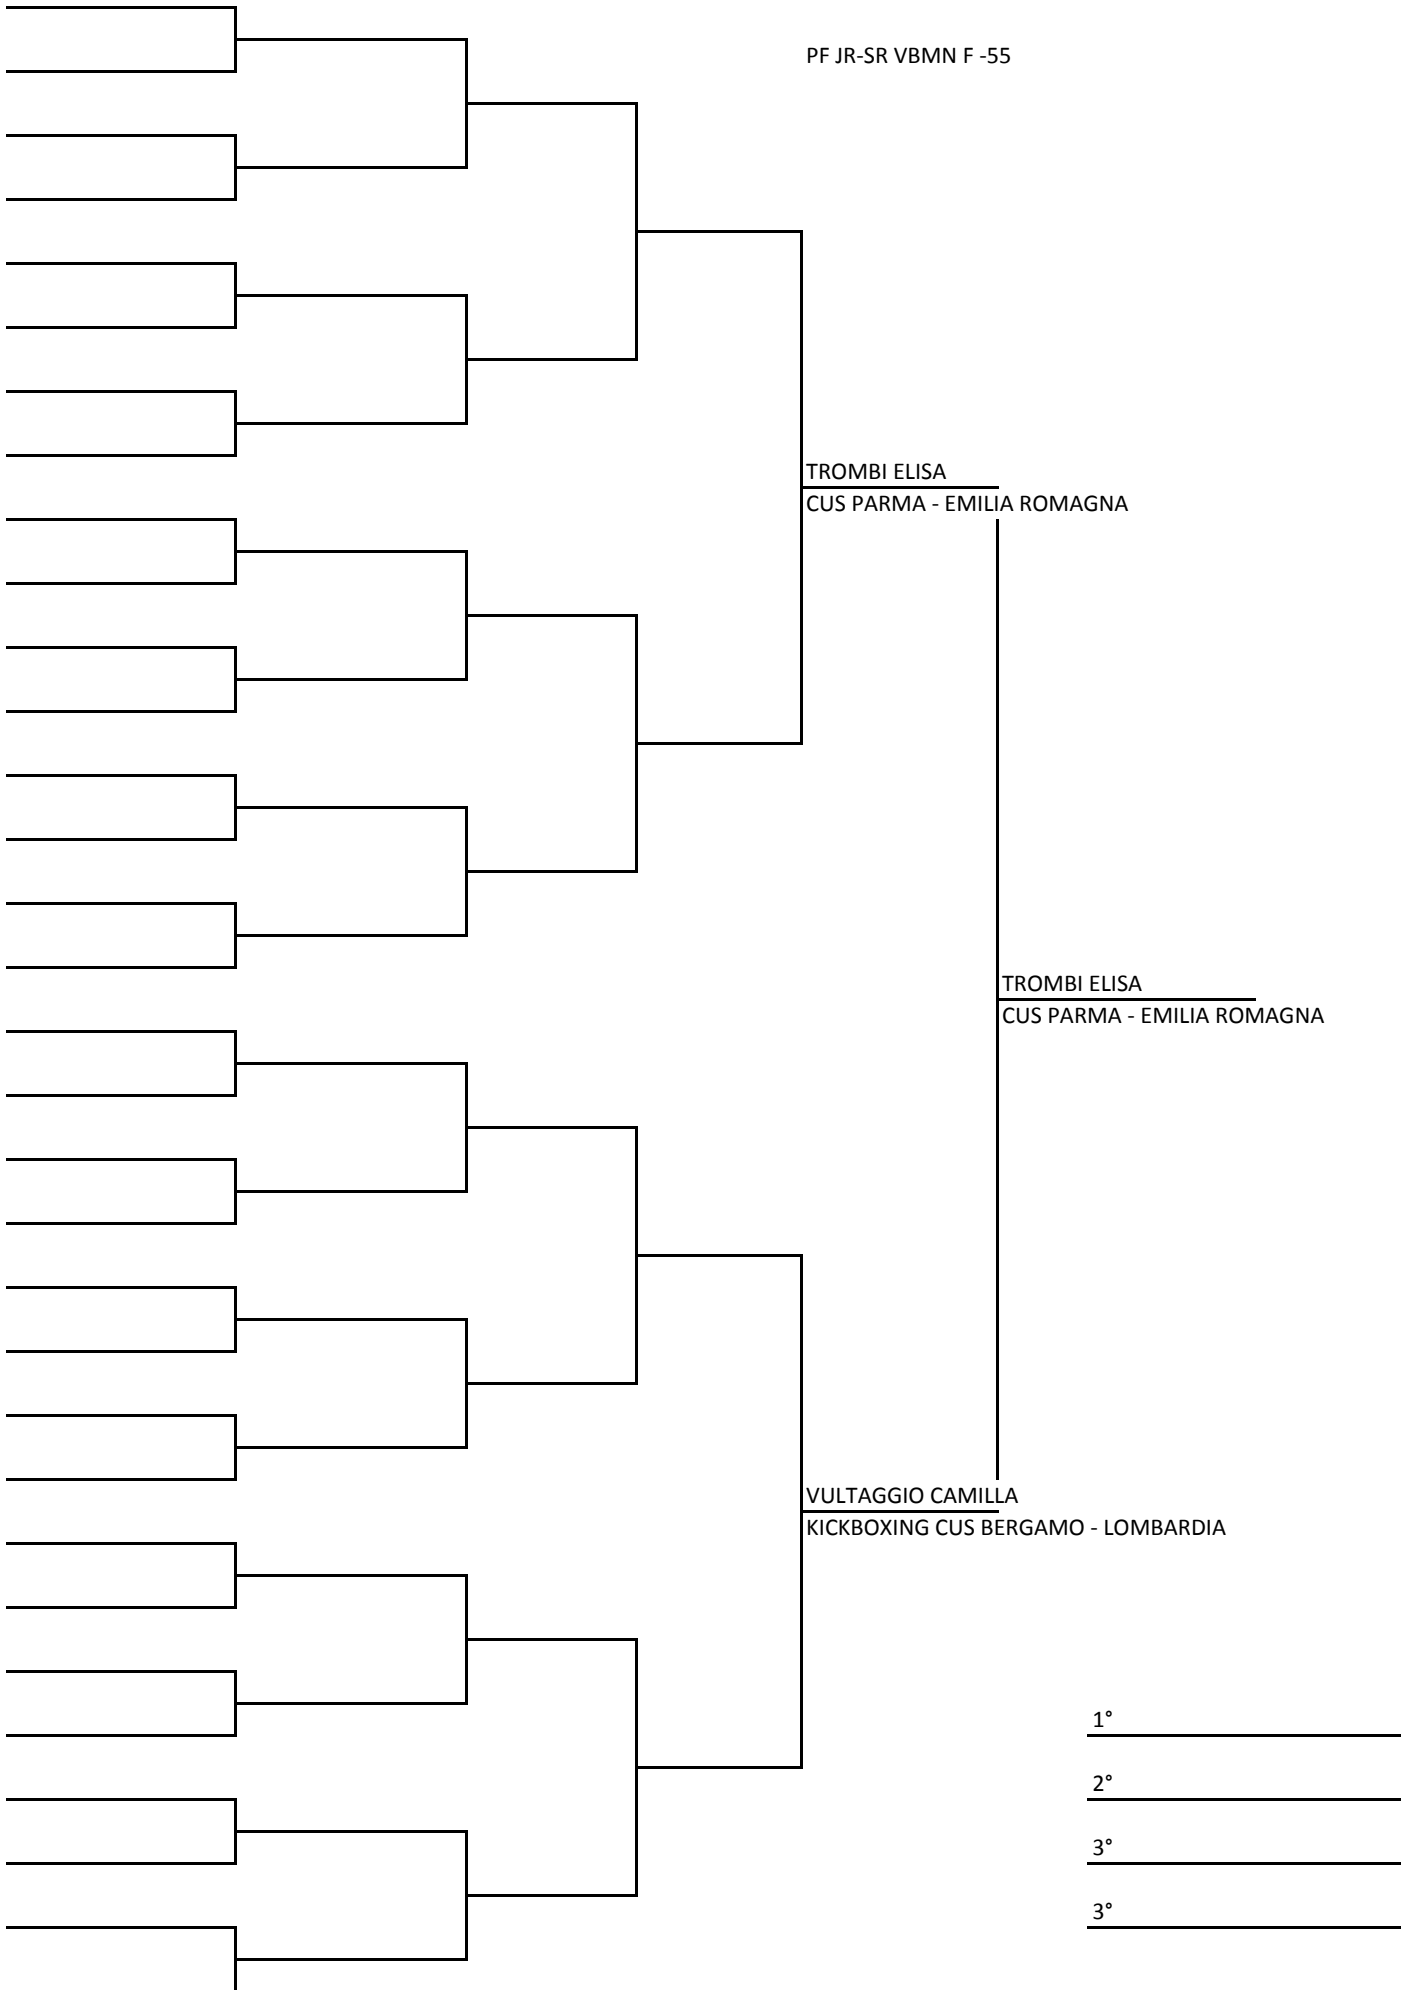 PF JR-SR VBMN F -55
TROMBI ELISA
CUS PARMA - EMILIA ROMAGNA
TROMBI ELISA
CUS PARMA - EMILIA ROMAGNA
VULTAGGIO CAMILLA
KICKBOXING CUS BERGAMO - LOMBARDIA
1°
2°
3°
3°